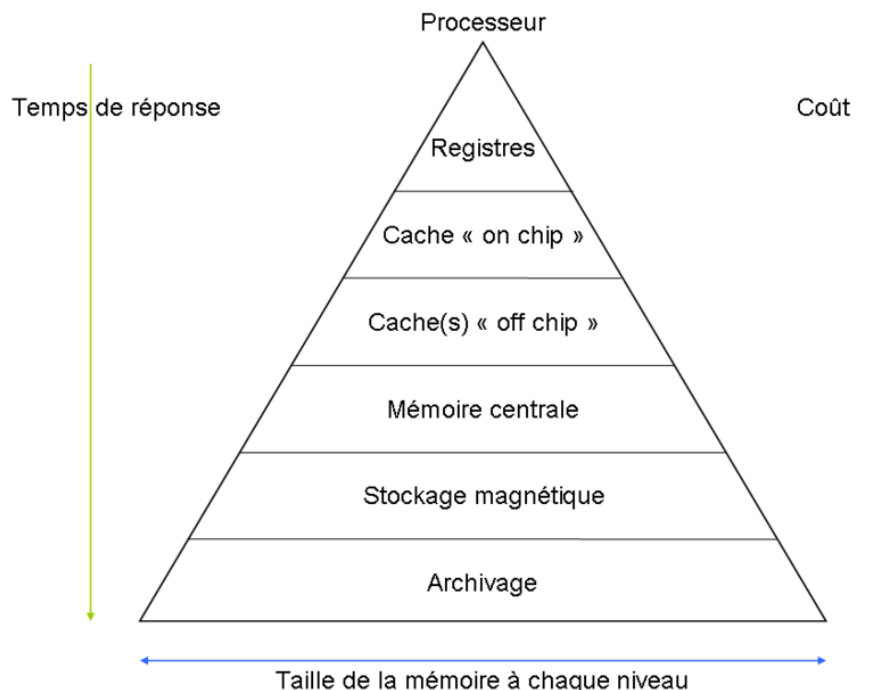 Processeur
Temps de réponse
Coût
Registres
Cache « on chip »
Cache(s) « off chip »
Mémoire centrale
Stockage magnétique
Archivage
Taille de la mémoire à chaque niveau